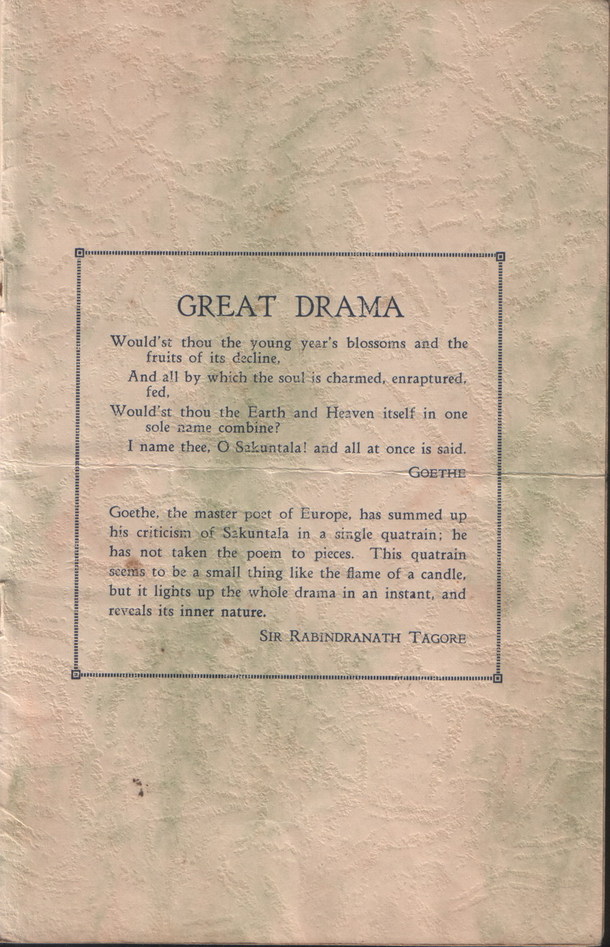 GREAT DRAMA
Would'st thou the young year's blossoms and the
fruits of its decline,
And all by which the soul is charmed, enraptured,
fed,
Would'st thou the Earth and Heaven itself in one
sole name combine?
I name thee, O Sakuntala! and all at once is said.
GOETHE
Goethe, the master poet of Europe, has summed up
his criticism of Sakuntala in a single quatrain; he
has not taken the poem to pieces. This quatrain
seems to be a small thing like the flame of a candle,
but it lights up the whole drama in an instant, and
reveals its inner nature.
SIR RABINDRANATH TAGORE